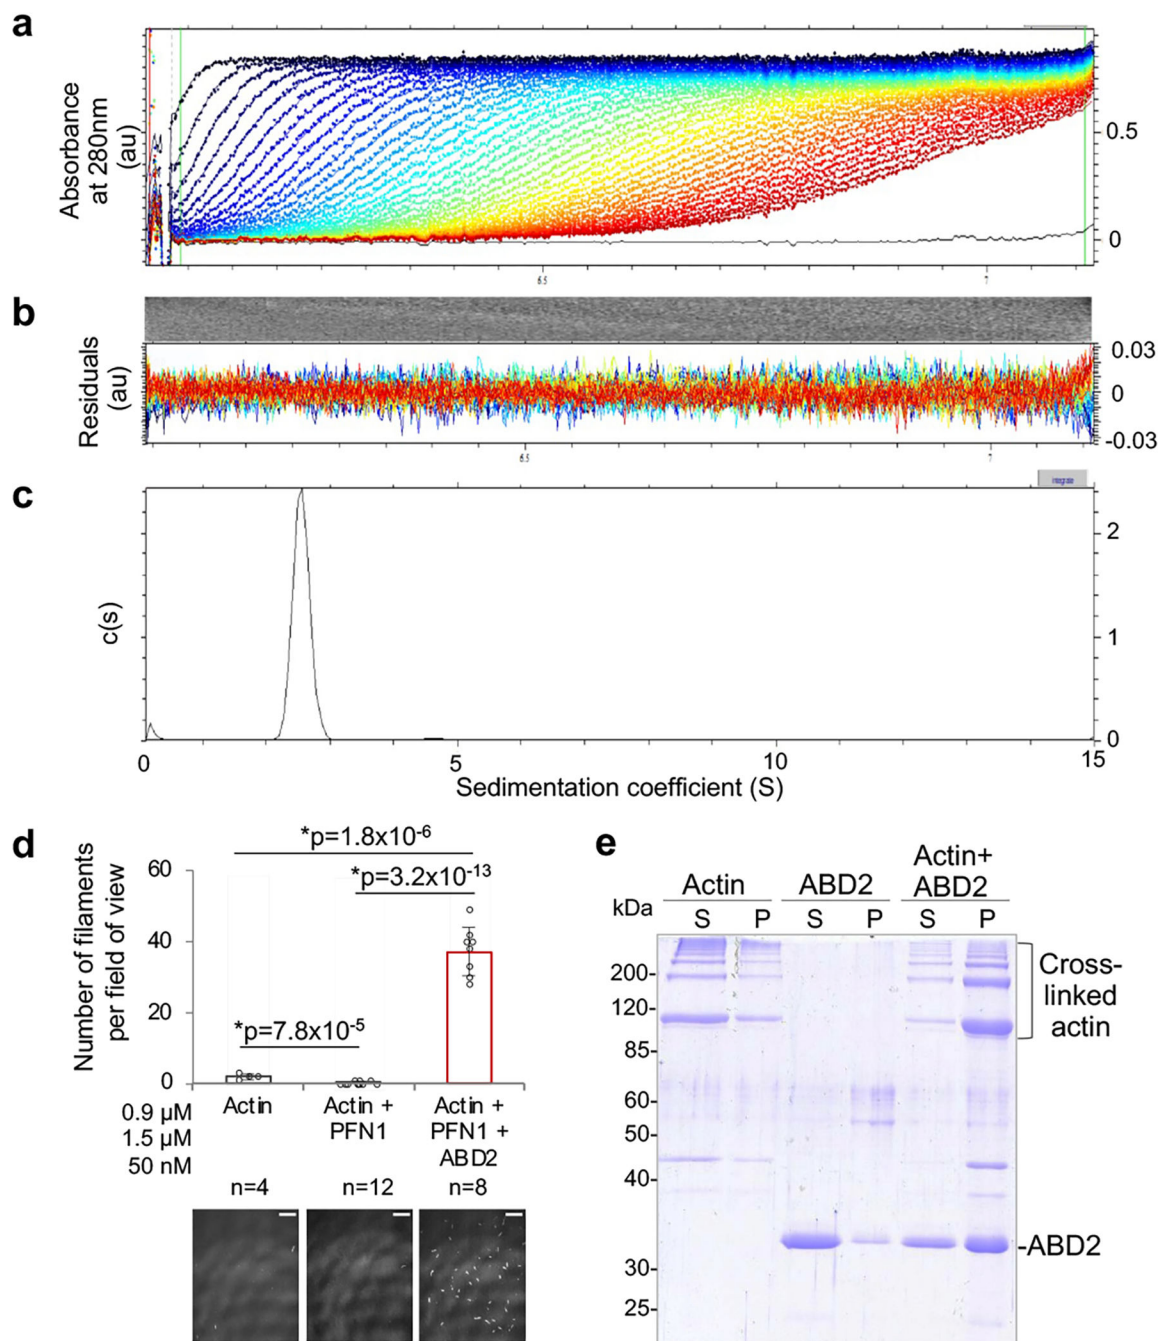 a
Absorbance
at 280nm
(au)
0.5
0
6.5
7
b
Residuals
(au)
0.03
0
-0.03
6.5
7
c
integrate
c(s)
2
1
0
0
5
10
15
Sedimentation coefficient (S)
d
Number of filaments
per field of view
*p=1.8x10-6
*p=3.2x10-13
*p=7.8x10-5
60
40
20
0
0.9 µM
1.5 µM
50 nM
Actin
Actin +
PFN1
Actin +
PFN1 +
ABD2
n=4
n=12
n=8
e
Actin
ABD2
Actin+
ABD2
kDa
S
P
S
P
S
P
200
120
85
60
50
40
30
25
Cross-
linked
actin
-ABD2